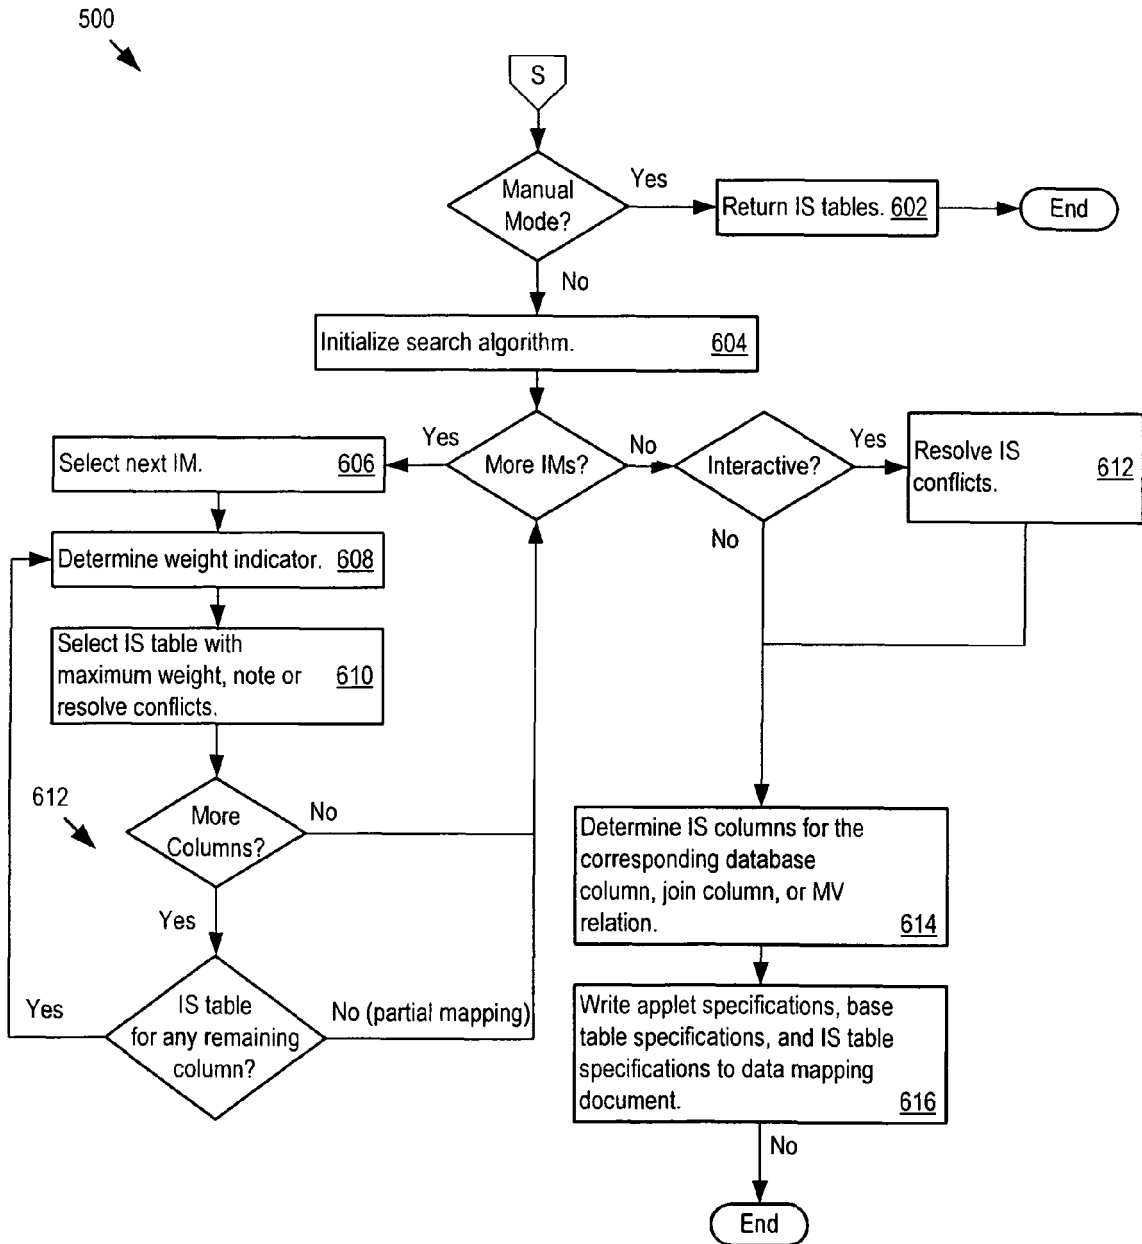 500
S
Manual
Mode?
Yes
Return IS tables. 602
End
No
Initialize search algorithm. 604
More IMs?
Yes
No
Select next IM. 606
Interactive?
Yes
Resolve IS
conflicts. 612
No
Determine weight indicator. 608
Select IS table with
maximum weight, note or 610
resolve conflicts.
612
More
Columns?
No
Yes
IS table
for any remaining
column?
Yes
No (partial mapping)
Determine IS columns for the
corresponding database
column, join column, or MV
relation. 614
Write applet specifications, base
table specifications, and IS table
specifications to data mapping
document. 616
No
End